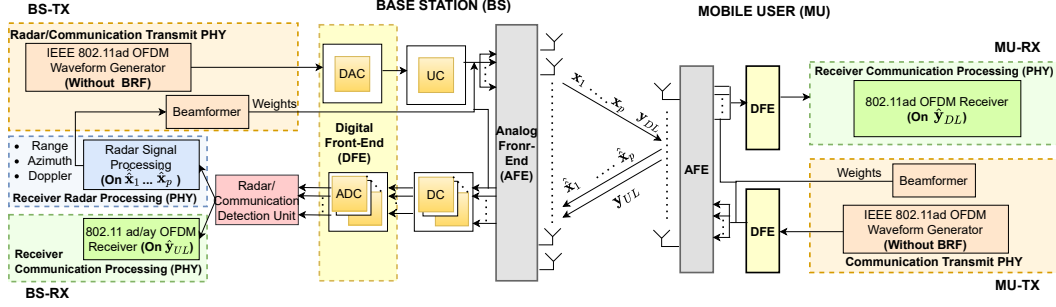 BS-TX
Radar/Communication Transmit PHY
IEEE 802.11ad OFDM
Waveform Generator
(Without BRF)
Beamformer
Weights
• Range
• Azimuth
• Doppler
Radar Signal
Processing
(On x̂₁ ... x̂ₚ )
Receiver Radar Processing (PHY)
802.11 ad/ay OFDM
Receiver (On ŷ_UL)
Receiver
Communication Processing (PHY)
BS-RX
Radar/
Communication
Detection Unit
BASE STATION (BS)
DAC
UC
Digital
Front-End
(DFE)
ADC
DC
Analog
Fronr-
End
(AFE)
x₁ ... xₚ
y_DL
x̂₁ ... x̂ₚ
y_UL
MOBILE USER (MU)
AFE
DFE
DFE
MU-RX
Receiver Communication Processing (PHY)
802.11ad OFDM Receiver
(On ŷ_DL)
Weights
Beamformer
IEEE 802.11ad OFDM
Waveform Generator
(Without BRF)
Communication Transmit PHY
MU-TX